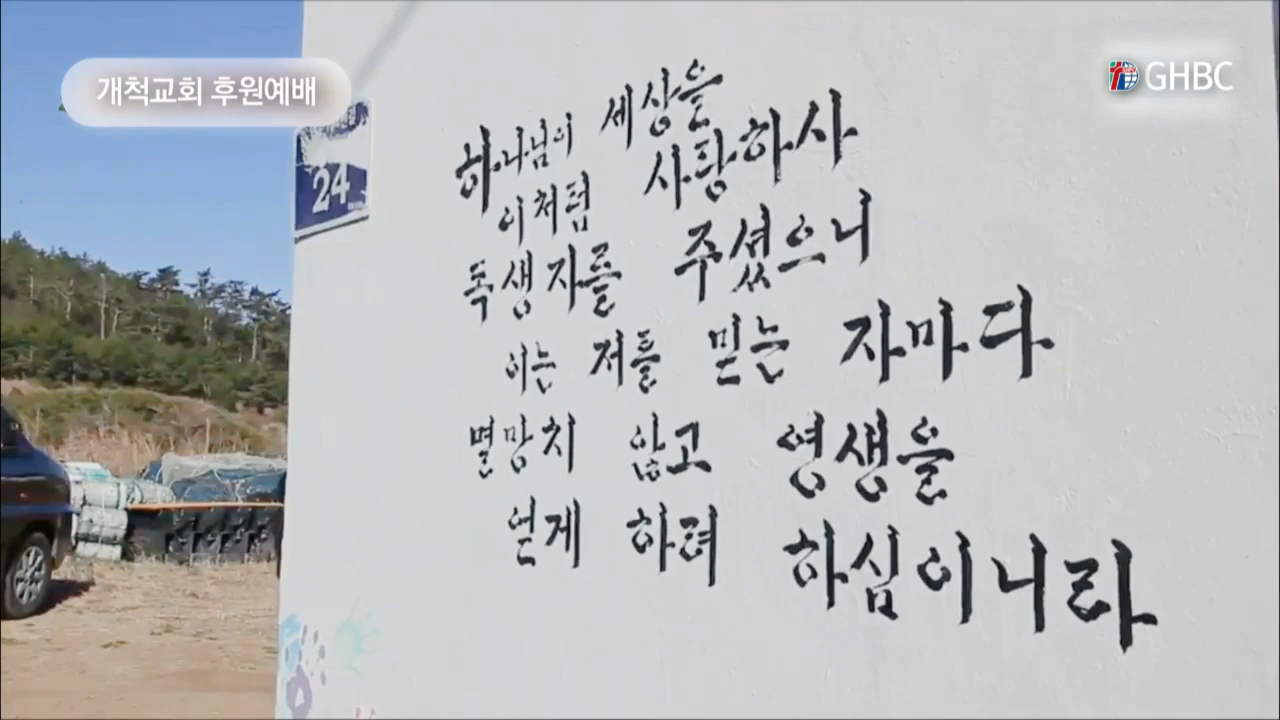 개척교회 후원예배
GHBC
24
하나님이 세상을
이처럼 사랑하사
독생자를 주셨으니
이는 저를 믿는 자마다
멸망치 않고 영생을
얻게 하려 하심이니라